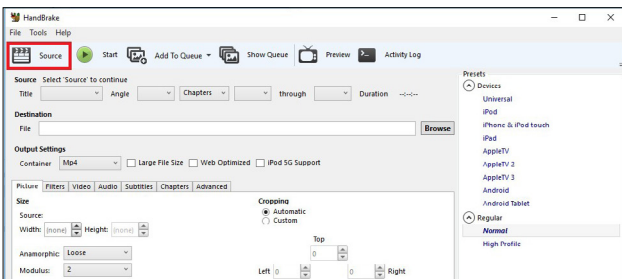 HandBrake
File Tools Help
Source Start Add To Queue Show Queue Preview Activity Log
Source Select 'Source' to continue
Title Angle Chapters through Duration --:--:--
Destination
File Browse
Output Settings
Container Mp4 Large File Size Web Optimized iPod 5G Support
Picture Filters Video Audio Subtitles Chapters Advanced
Size
Source:
Width: (none) Height: (none)
Anamorphic: Loose
Modulus: 2
Cropping
Automatic
Custom
Top
0
Left 0 0 Right
Presets
Devices
Universal
iPod
iPhone & iPod touch
iPad
AppleTV
AppleTV 2
AppleTV 3
Android
Android Tablet
Regular
Normal
High Profile